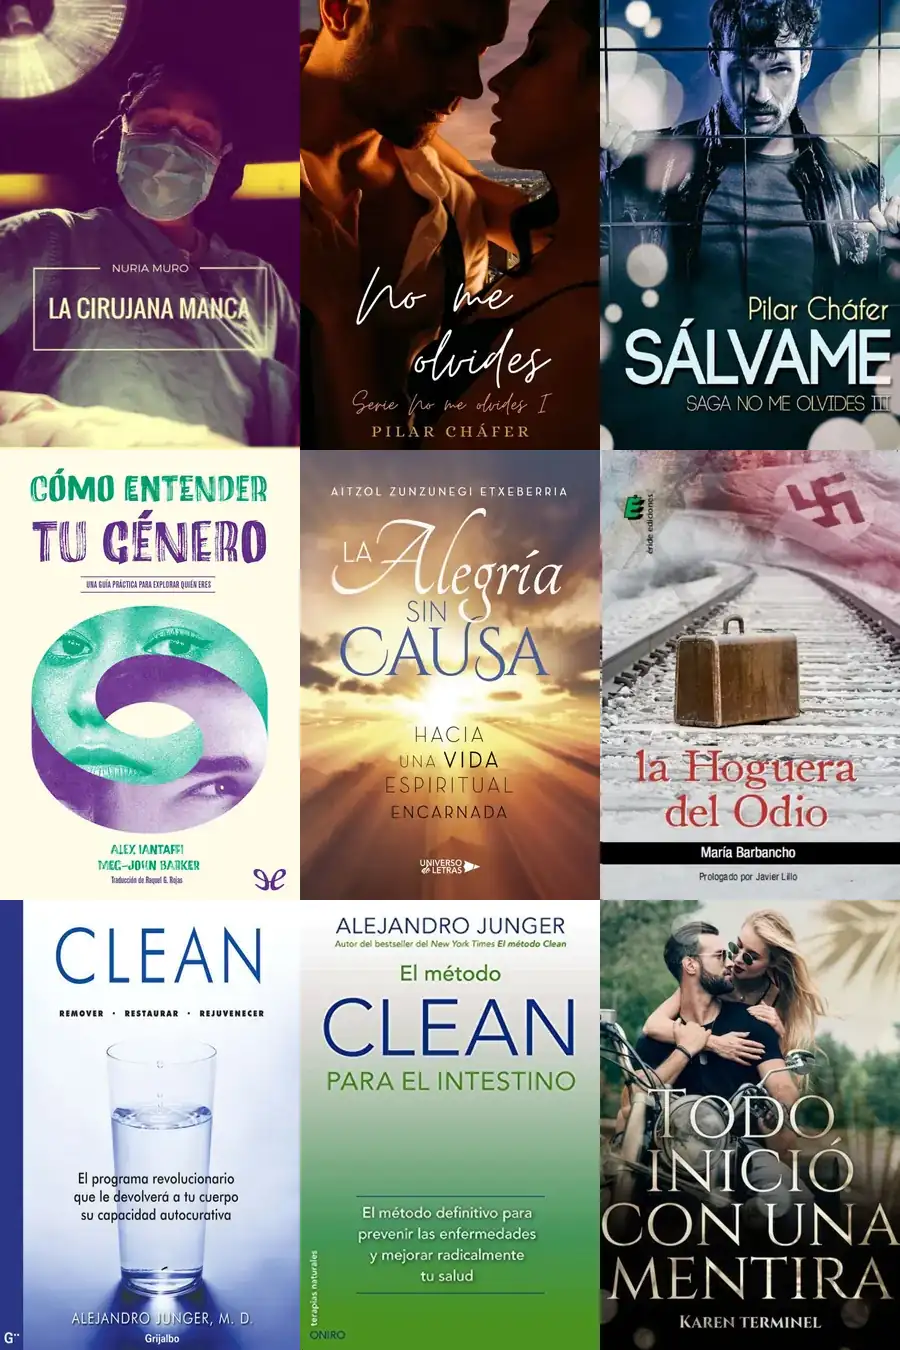 NURIA MURO
LA CIRUJANA MANCA
No me
olvides
Serie No me olvides I
PILAR CHÁFER
Pilar Cháfer
SÁLVAME
SAGA NO ME OLVIDES III
CÓMO ENTENDER
TU GÉNERO
UNA GUÍA PRÁCTICA PARA EXPLORAR QUIÉN ERES
ALEX IANTAFFI
MEG-JOHN BARKER
Traducción de Raquel G. Rojas
AITZOL ZUNZUNEGI ETXEBERRIA
LA Alegría
SIN
CAUSA
HACIA
UNA VIDA
ESPIRITUAL
ENCARNADA
UNIVERSO
de LETRAS
éride ediciones
la Hoguera
del Odio
María Barbancho
Prologado por Javier Lillo
CLEAN
REMOVER · RESTAURAR · REJUVENECER
El programa revolucionario
que le devolverá a tu cuerpo
su capacidad autocurativa
ALEJANDRO JUNGER, M. D.
Grijalbo
G
ALEJANDRO JUNGER
Autor del bestseller del New York Times El método Clean
El método
CLEAN
PARA EL INTESTINO
El método definitivo para
prevenir las enfermedades
y mejorar radicalmente
tu salud
terapias naturales
ONIRO
TODO
INICIÓ
CON UNA
MENTIRA
KAREN TERMINEL